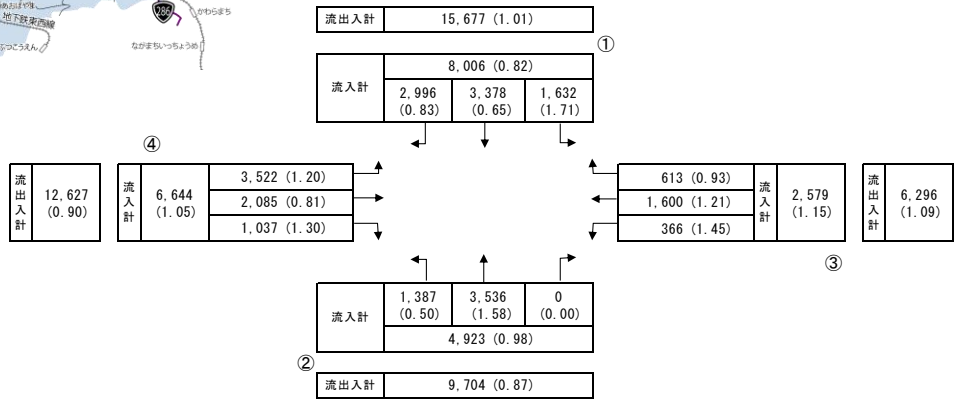 地下鉄東西線
286
かわらまち
ながまちいっちょうめ
ふつこうえん
流出入計
15,677 (1.01)
①
流入計
8,006 (0.82)
2,996 (0.83)
3,378 (0.65)
1,632 (1.71)
④
流出入計
12,627 (0.90)
流入計
6,644 (1.05)
3,522 (1.20)
2,085 (0.81)
1,037 (1.30)
613 (0.93)
1,600 (1.21)
366 (1.45)
流入計
2,579 (1.15)
流出入計
6,296 (1.09)
③
流入計
1,387 (0.50)
3,536 (1.58)
0 (0.00)
4,923 (0.98)
②
流出入計
9,704 (0.87)